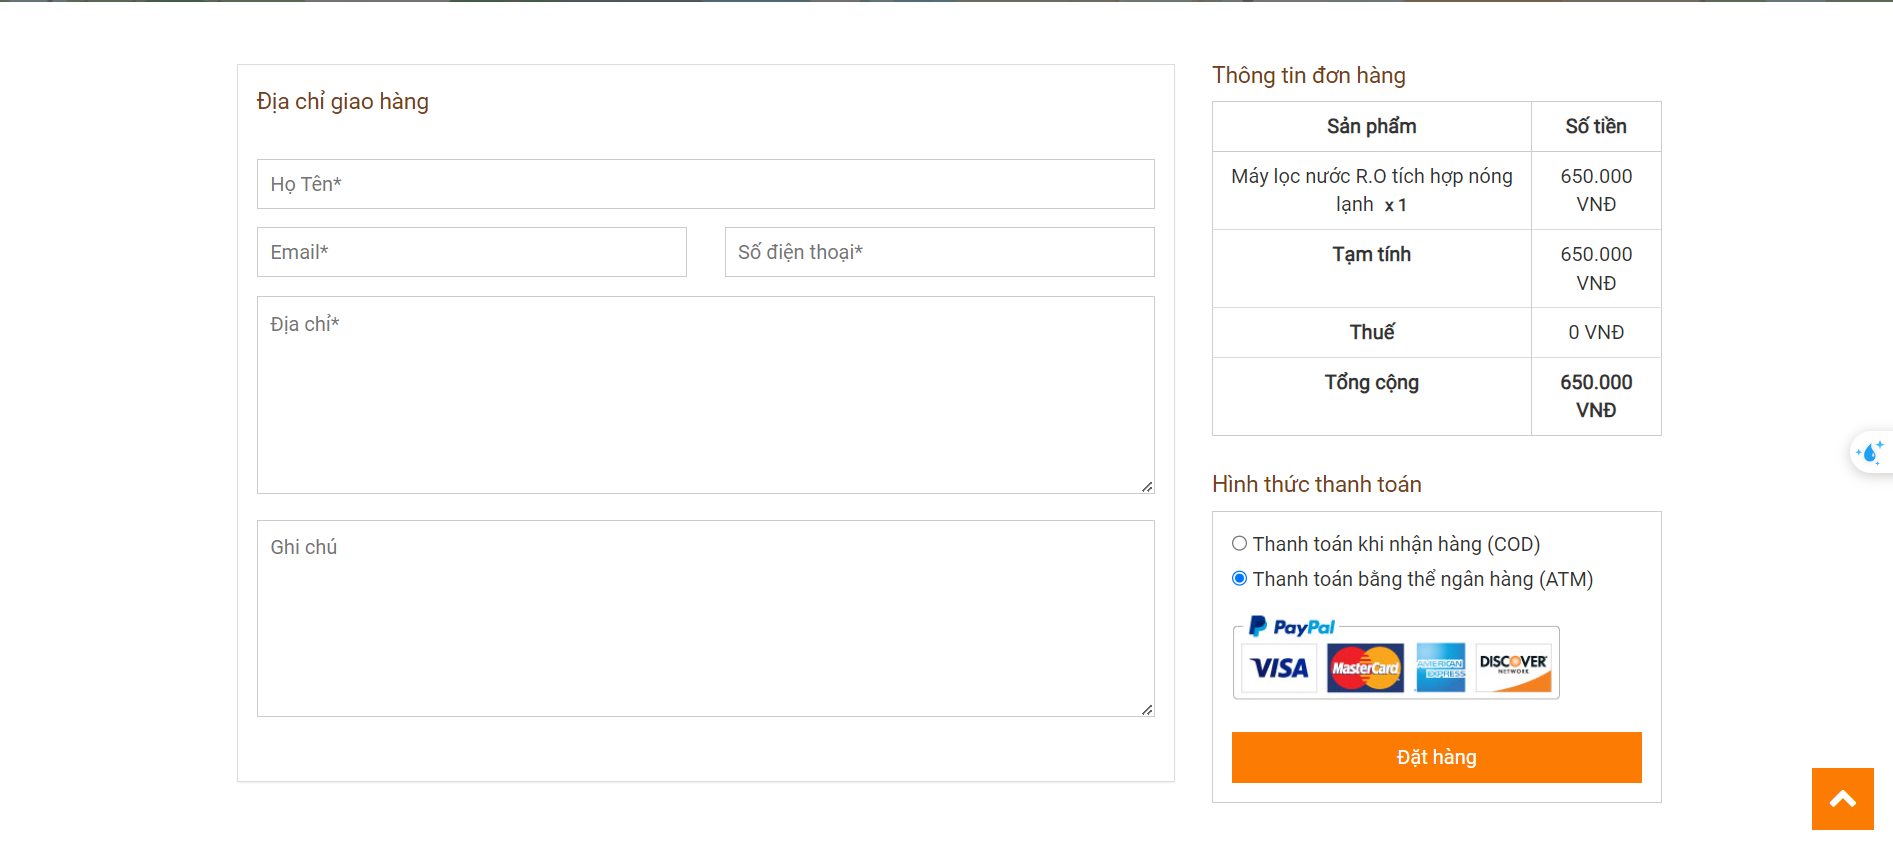 Địa chỉ giao hàng
Họ Tên*
Email*
Số điện thoại*
Địa chỉ*
Ghi chú
Thông tin đơn hàng
Sản phẩm
Số tiền
Máy lọc nước R.O tích hợp nóng
lạnh x 1
650.000
VNĐ
Tạm tính
650.000
VNĐ
Thuế
0 VNĐ
Tổng cộng
650.000
VNĐ
Hình thức thanh toán
Thanh toán khi nhận hàng (COD)
Thanh toán bằng thể ngân hàng (ATM)
PayPal
VISA
MasterCard
AMERICAN
EXPRESS
DISCOVER
NETWORK
Đặt hàng